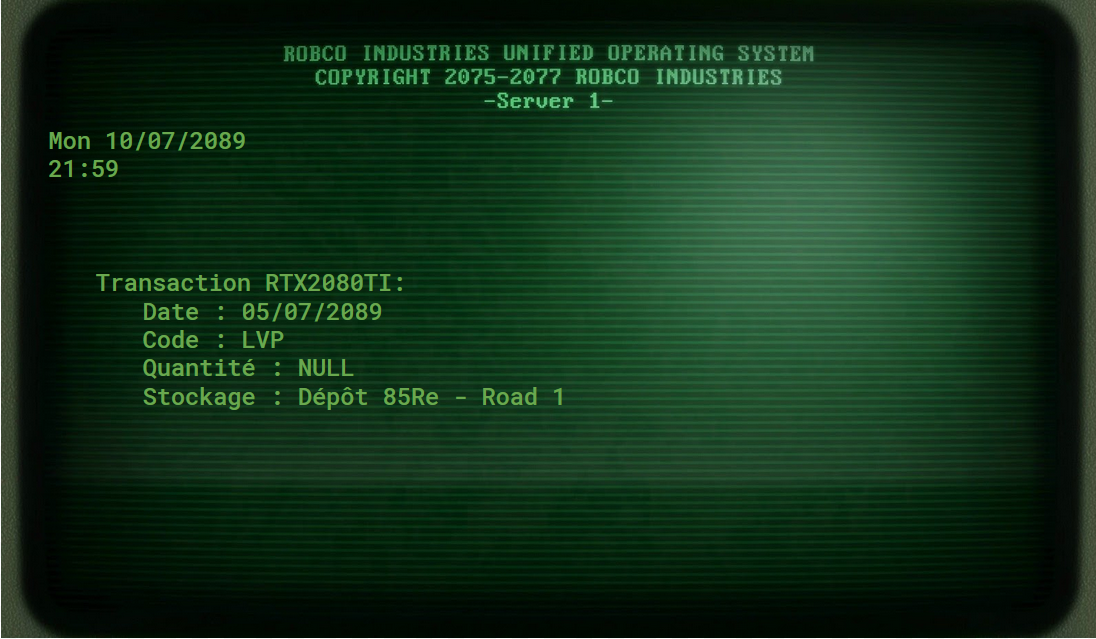 ROBCO INDUSTRIES UNIFIED OPERATING SYSTEM
COPYRIGHT 2075-2077 ROBCO INDUSTRIES
-Server 1-
Mon 10/07/2089
21:59
Transaction RTX2080TI:
Date : 05/07/2089
Code : LVP
Quantité : NULL
Stockage : Dépôt 85Re - Road 1